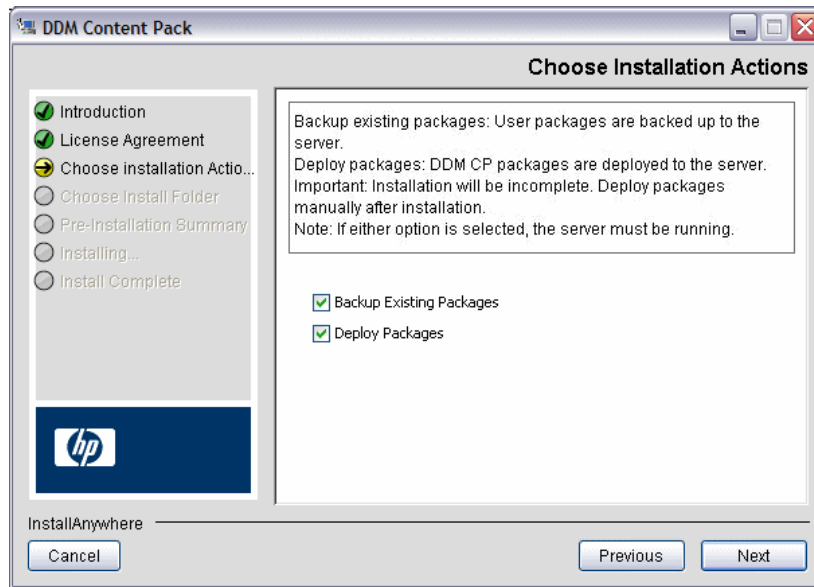 DDM Content Pack
Choose Installation Actions
Introduction
License Agreement
Choose installation Actio...
Choose Install Folder
Pre-Installation Summary
Installing...
Install Complete
Backup existing packages: User packages are backed up to the
server.
Deploy packages: DDM CP packages are deployed to the server.
Important: Installation will be incomplete. Deploy packages
manually after installation.
Note: If either option is selected, the server must be running.
Backup Existing Packages
Deploy Packages
hp
InstallAnywhere
Cancel
Previous
Next